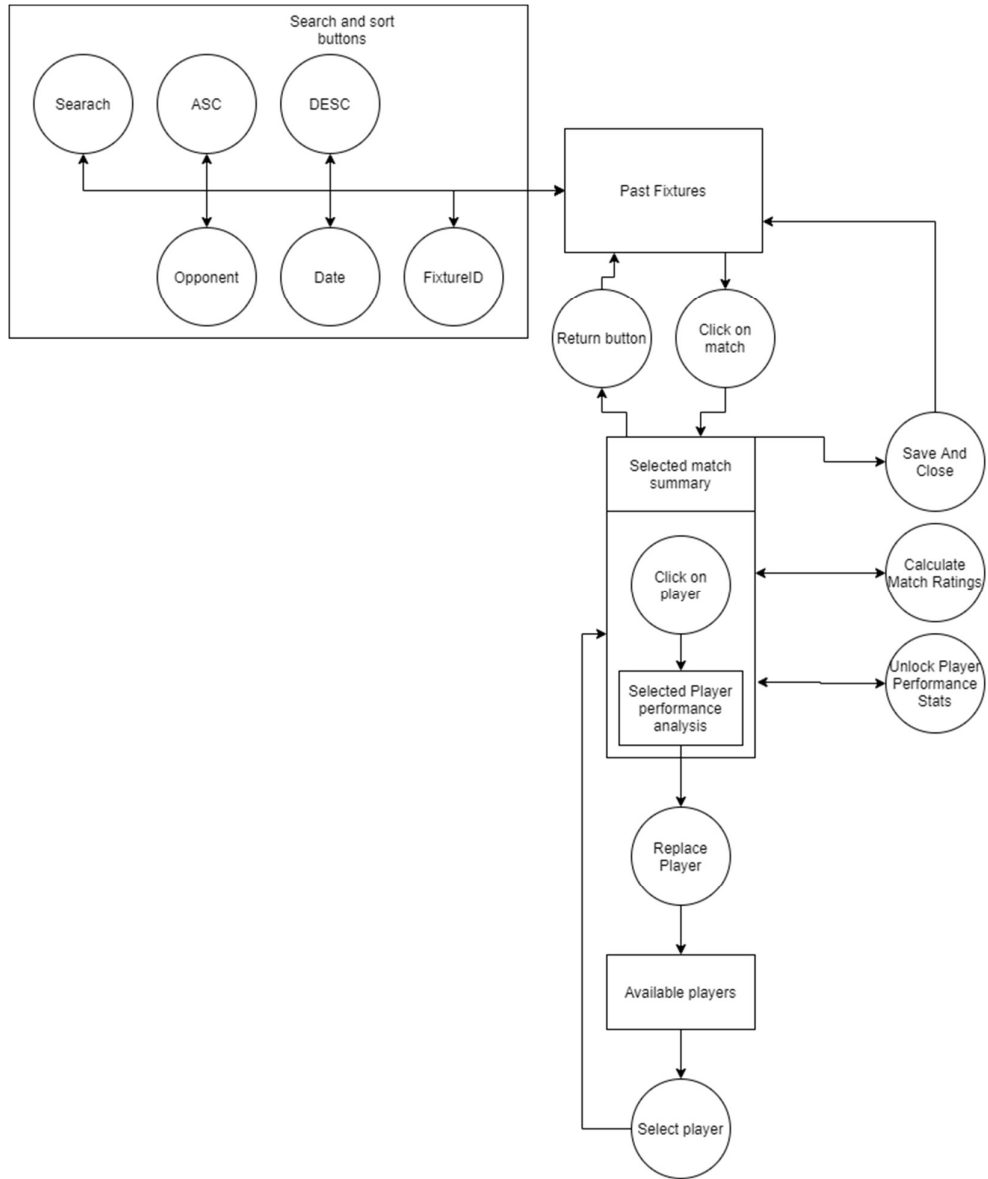 Search and sort
buttons
Searach
ASC
DESC
Opponent
Date
FixtureID
Past Fixtures
Return button
Click on
match
Selected match
summary
Save And
Close
Click on
player
Calculate
Match Ratings
Selected Player
performance
analysis
Unlock Player
Performance
Stats
Replace
Player
Available players
Select player